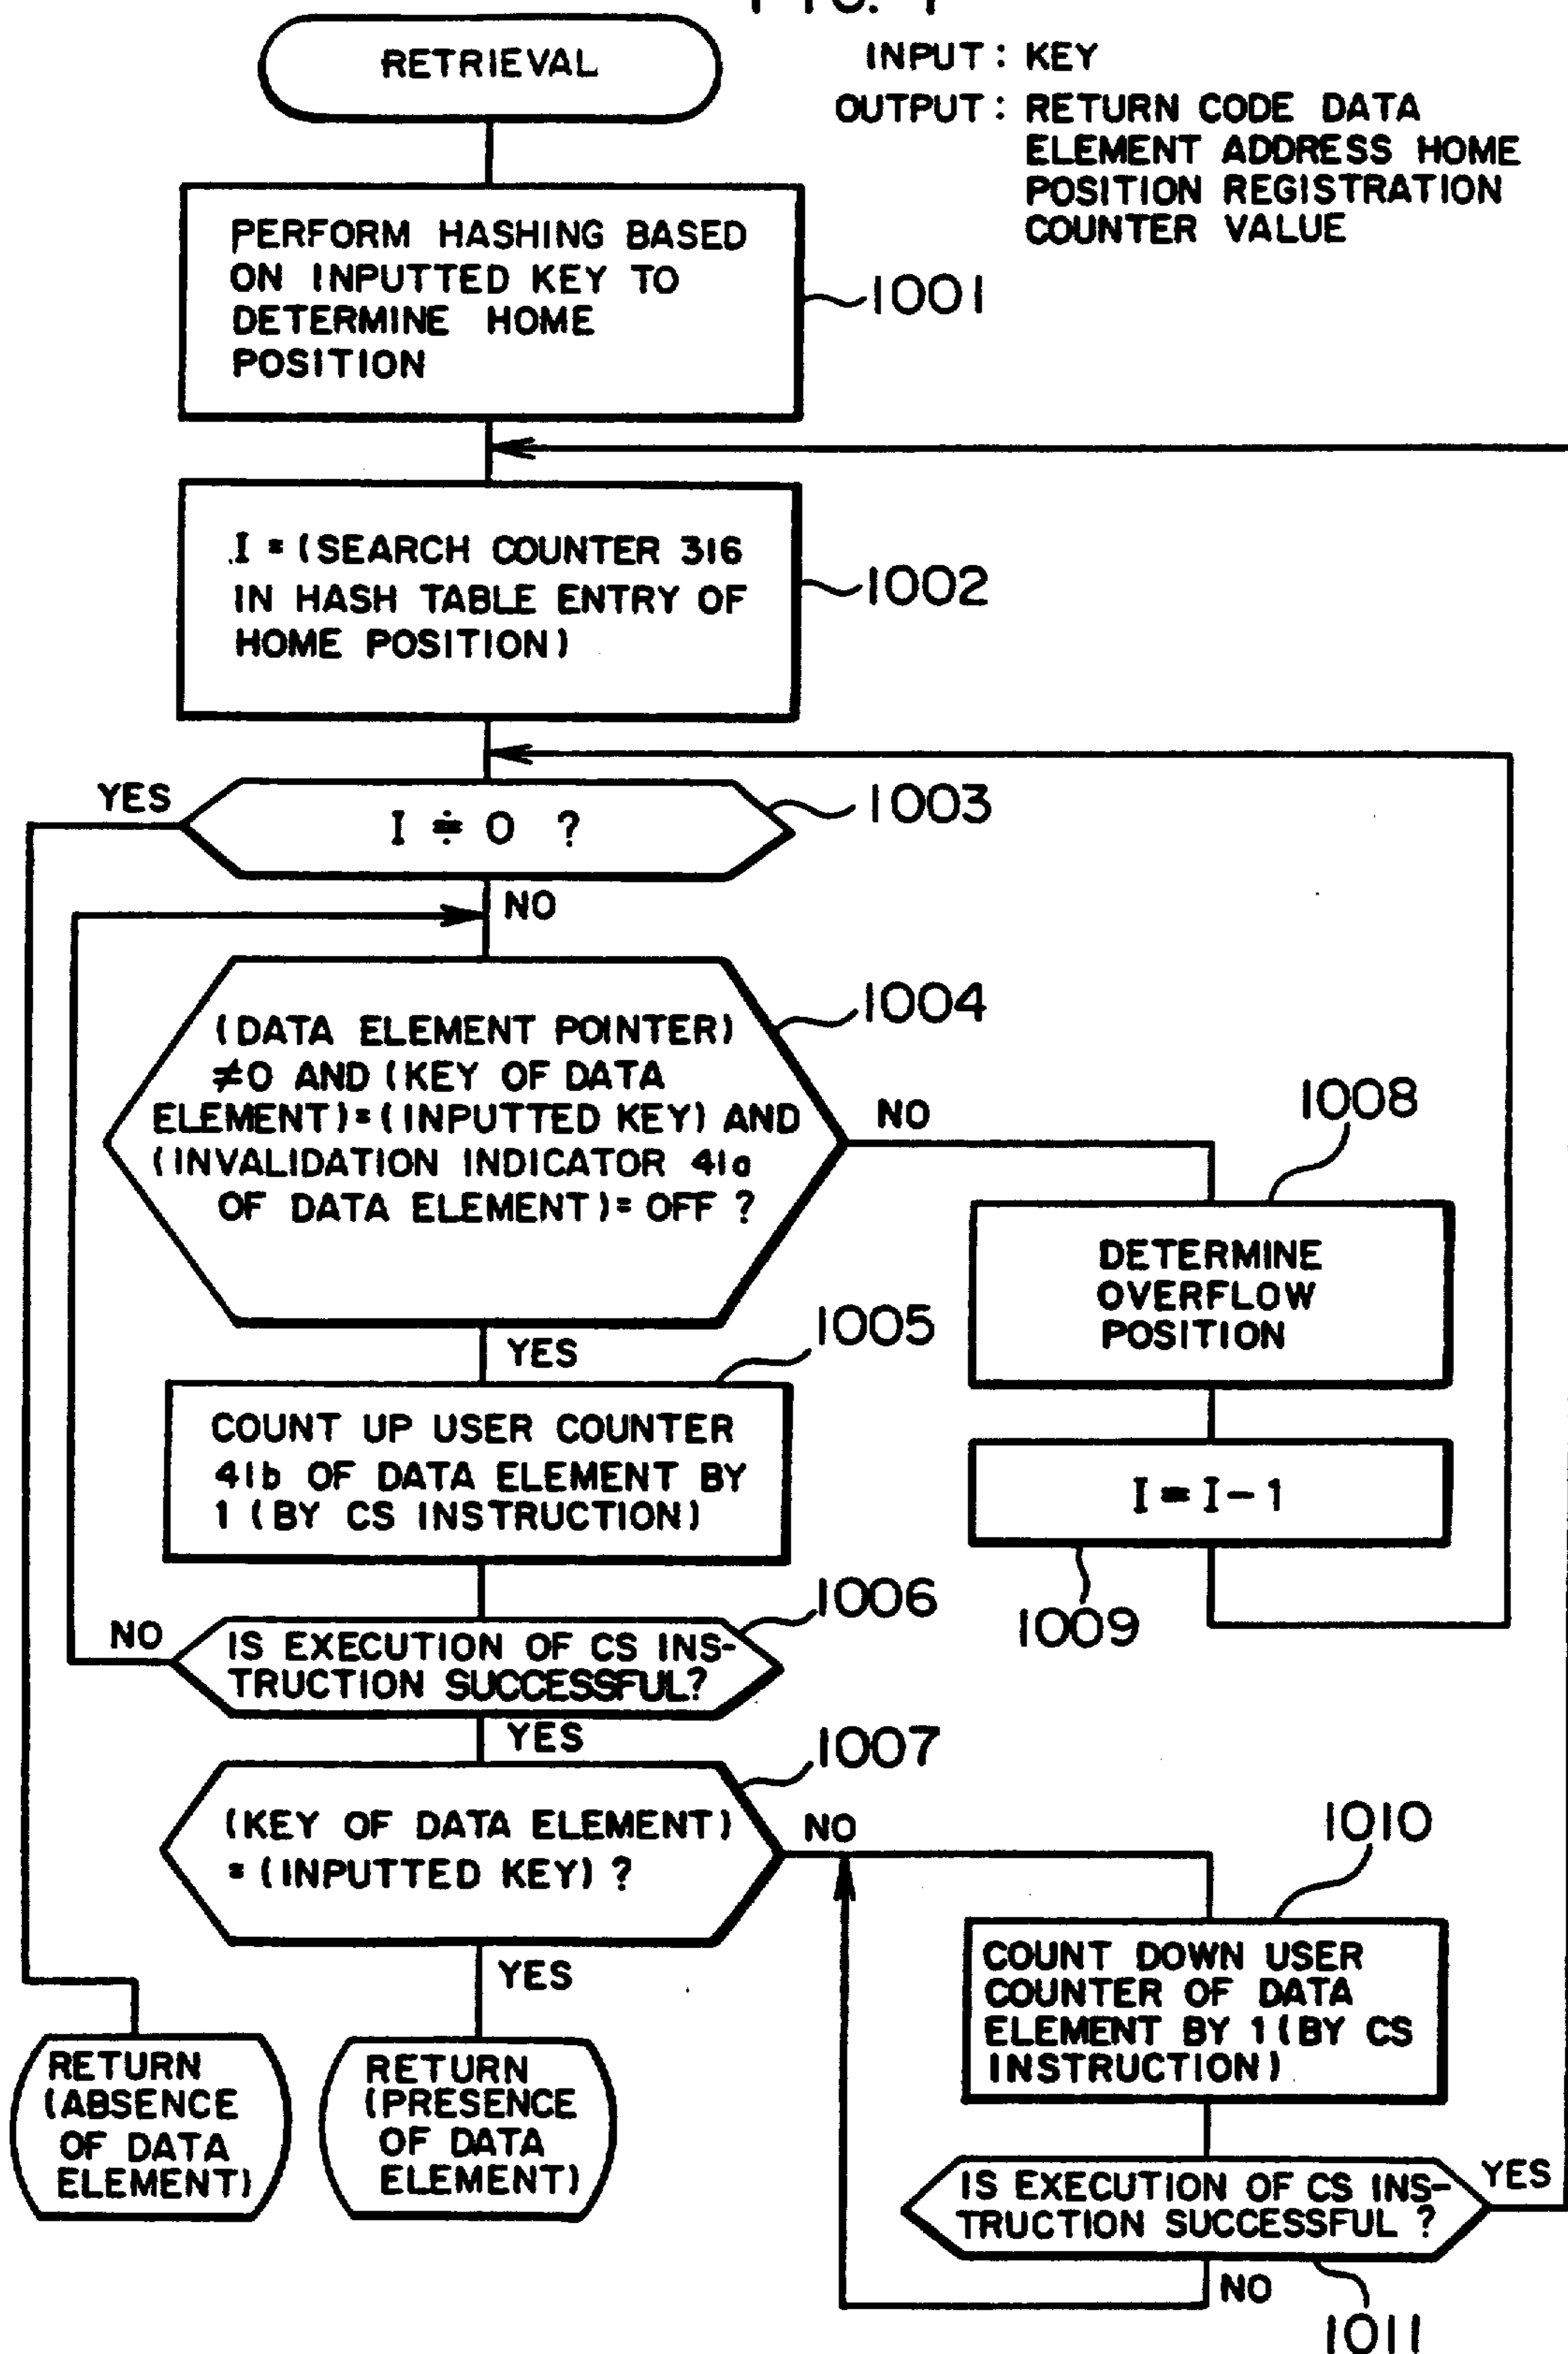 RETRIEVAL
INPUT : KEY
OUTPUT : RETURN CODE DATA
ELEMENT ADDRESS HOME
POSITION REGISTRATION
COUNTER VALUE
PERFORM HASHING BASED
ON INPUTTED KEY TO
DETERMINE HOME
POSITION
1001
I = (SEARCH COUNTER 316
IN HASH TABLE ENTRY OF
HOME POSITION)
1002
YES
I ≑ 0 ?
1003
NO
(DATA ELEMENT POINTER)
≠0 AND (KEY OF DATA
ELEMENT) = (INPUTTED KEY) AND
(INVALIDATION INDICATOR 41a
OF DATA ELEMENT) = OFF ?
1004
NO
1008
DETERMINE
OVERFLOW
POSITION
YES
1005
COUNT UP USER COUNTER
41b OF DATA ELEMENT BY
1 (BY CS INSTRUCTION)
I = I-1
1009
1006
NO
IS EXECUTION OF CS INS-
TRUCTION SUCCESSFUL?
YES
1007
(KEY OF DATA ELEMENT)
= (INPUTTED KEY) ?
NO
1010
YES
COUNT DOWN USER
COUNTER OF DATA
ELEMENT BY 1 (BY CS
INSTRUCTION)
RETURN
(ABSENCE
OF DATA
ELEMENT)
RETURN
(PRESENCE
OF DATA
ELEMENT)
IS EXECUTION OF CS INS-
TRUCTION SUCCESSFUL ?
YES
NO
1011